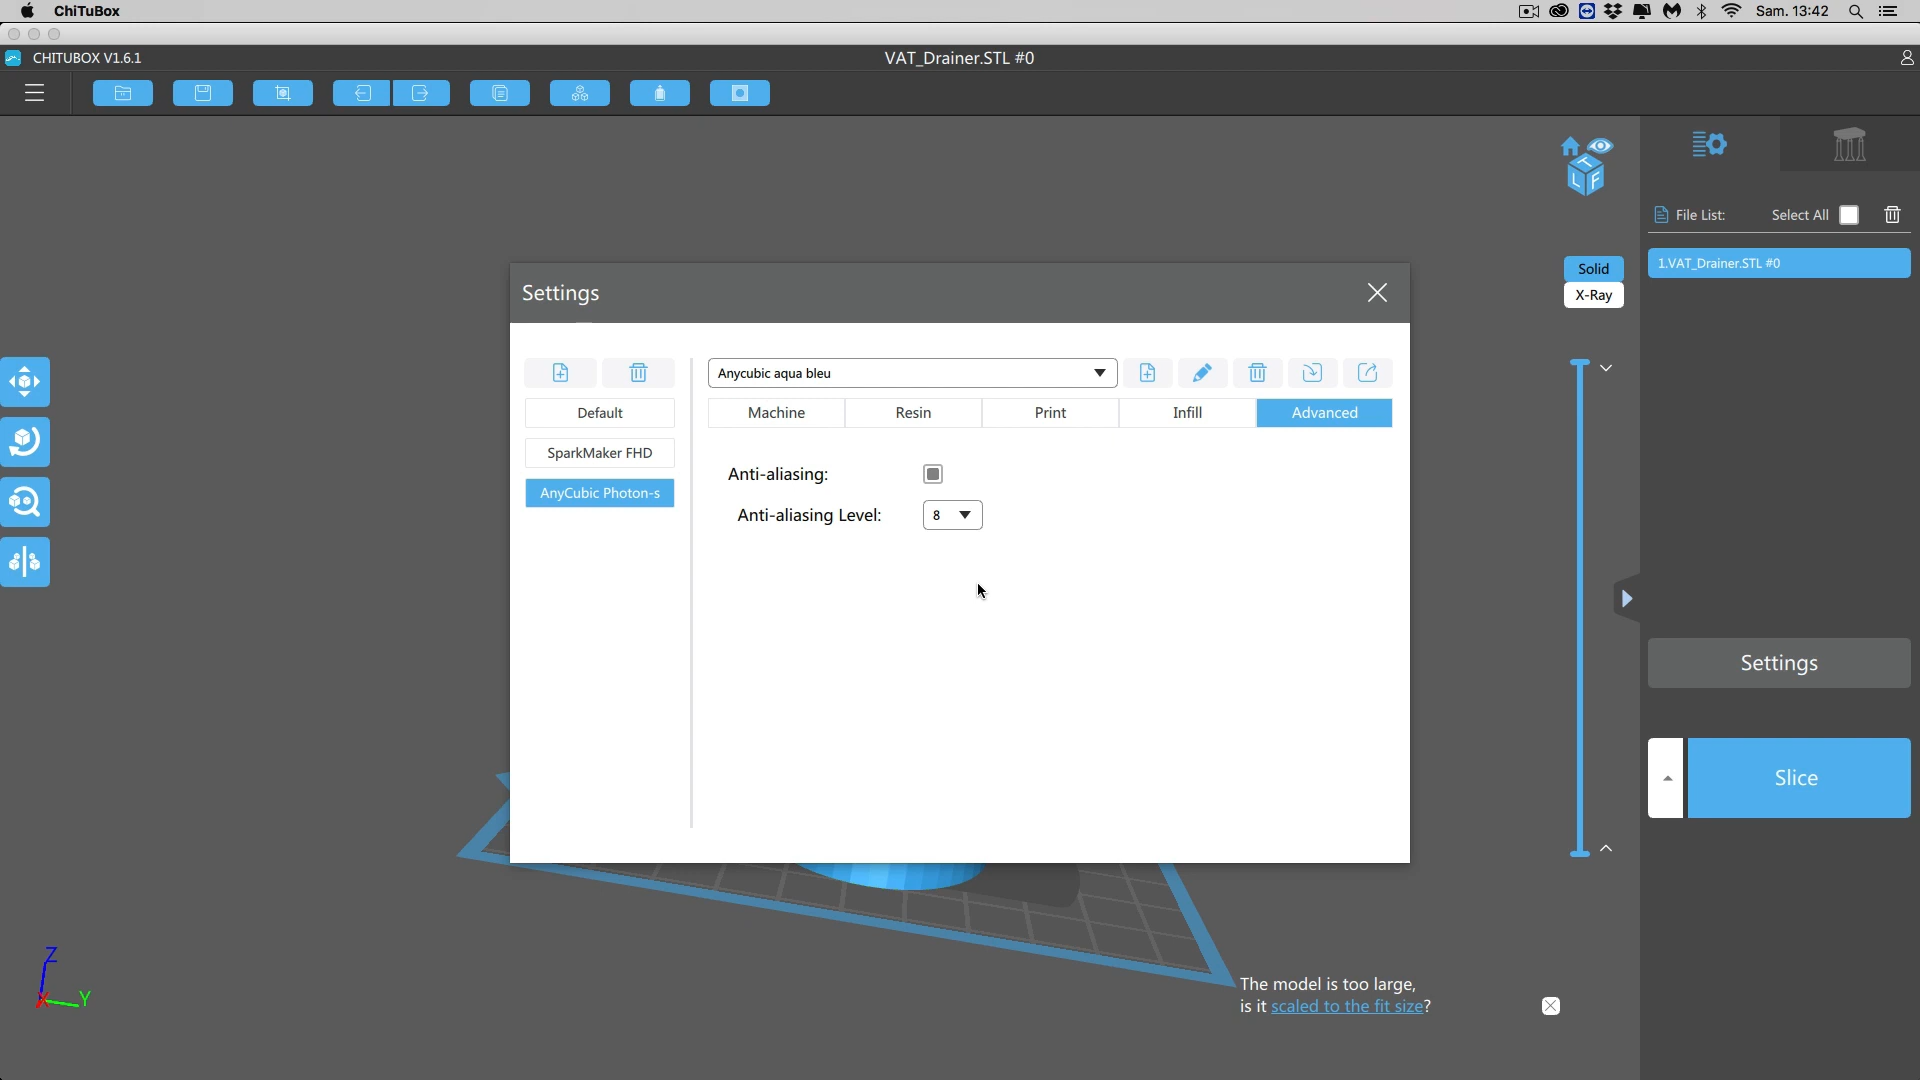 ChiTuBox
Sam. 13:42
CHITUBOX V1.6.1
VAT_Drainer.STL #0
T
L F
File List:
Select All
1.VAT_Drainer.STL #0
Solid
X-Ray
Settings
Anycubic aqua bleu
Default
SparkMaker FHD
AnyCubic Photon-s
Machine
Resin
Print
Infill
Advanced
Anti-aliasing:
Anti-aliasing Level:
8
Settings
Slice
Z
X
Y
The model is too large,
is it scaled to the fit size?